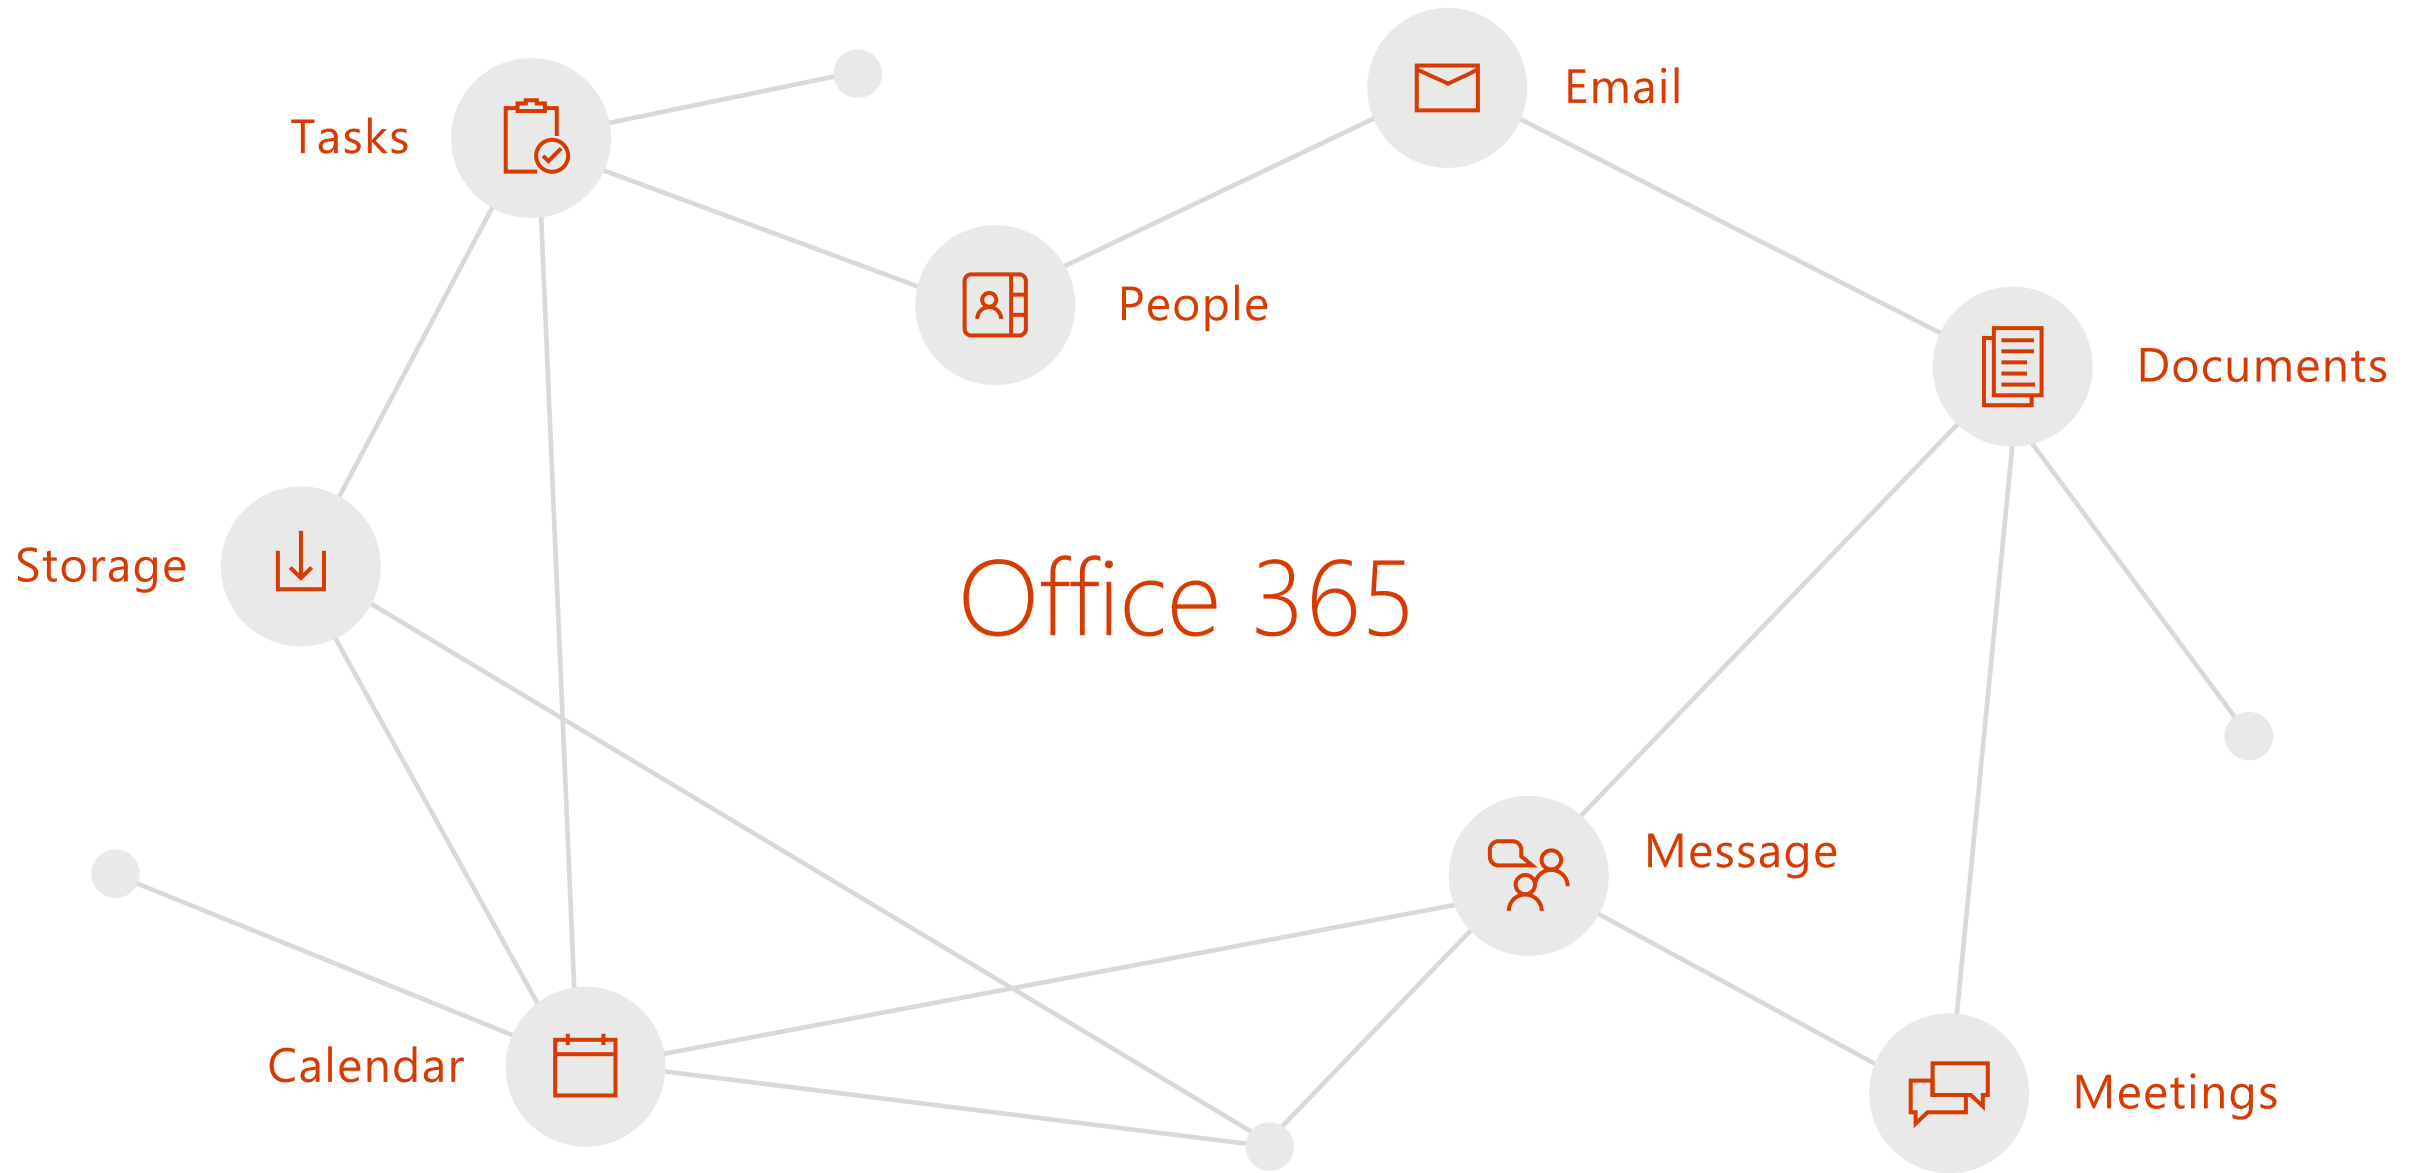 Email
Tasks
People
Documents
Storage
Office 365
Message
Calendar
Meetings